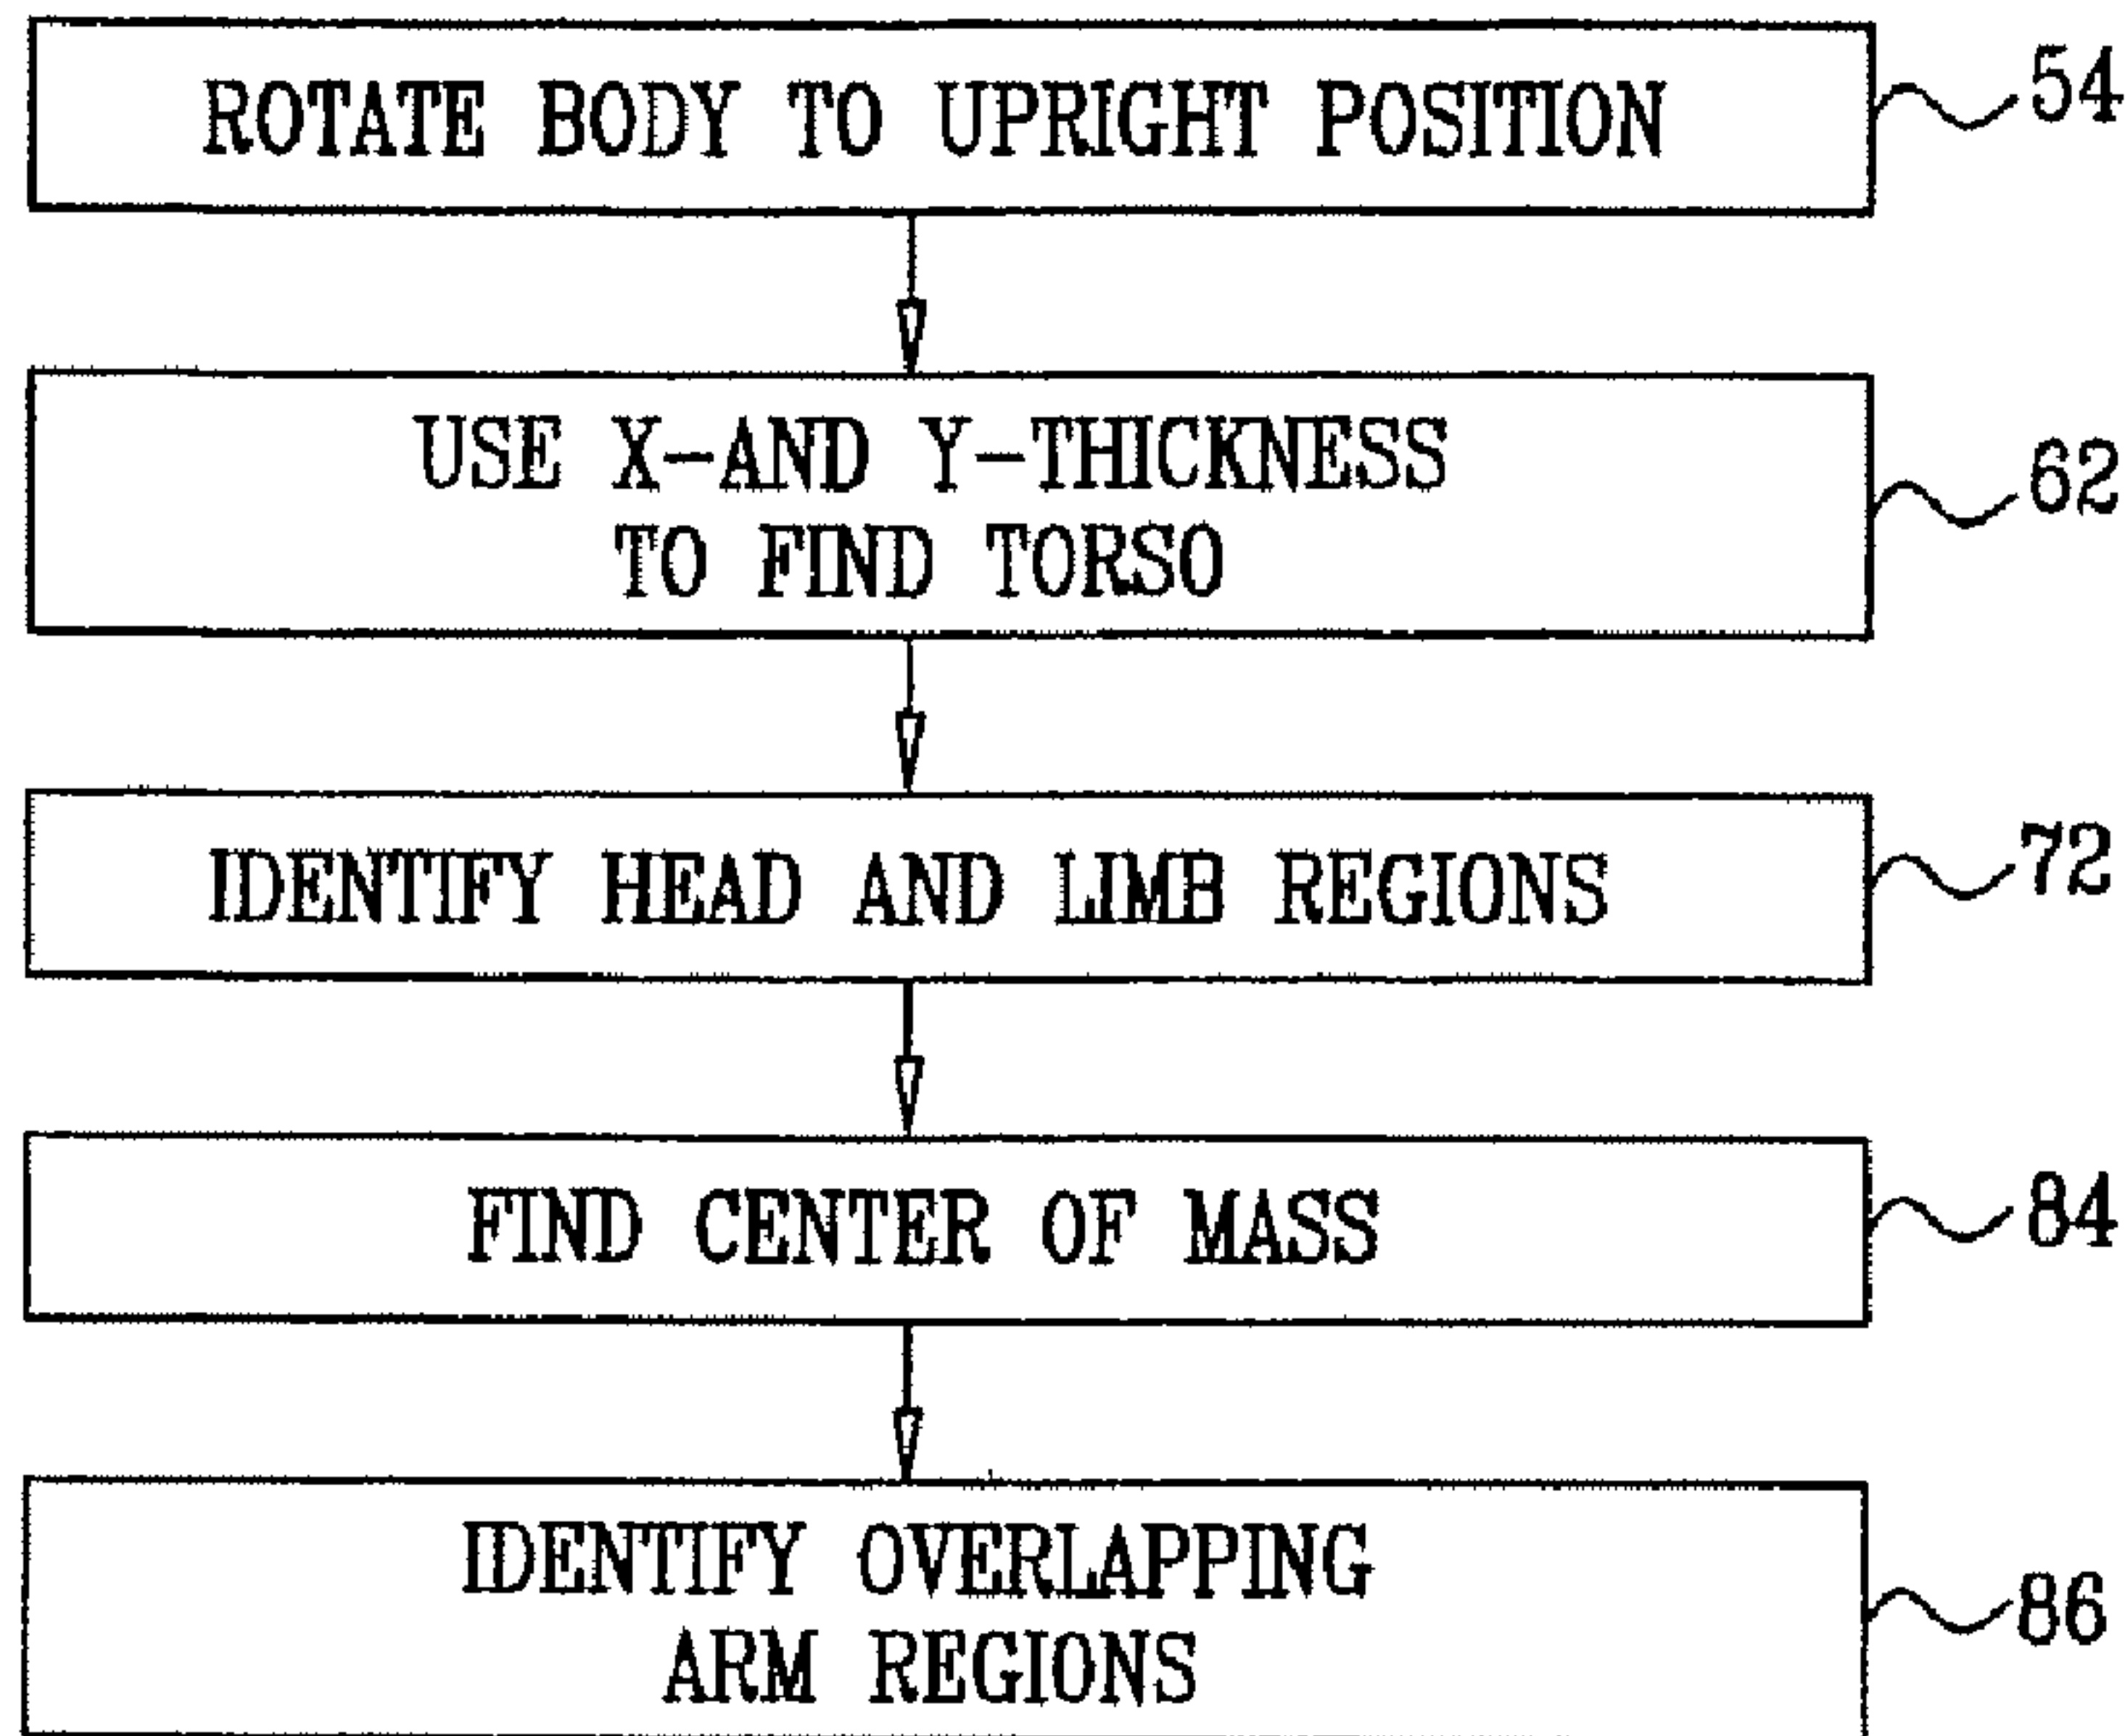 ROTATE BODY TO UPRIGHT POSITION
54
USE X-AND Y-THICKNESS
TO FIND TORSO
62
IDENTIFY HEAD AND LIMB REGIONS
72
FIND CENTER OF MASS
84
IDENTIFY OVERLAPPING
ARM REGIONS
86